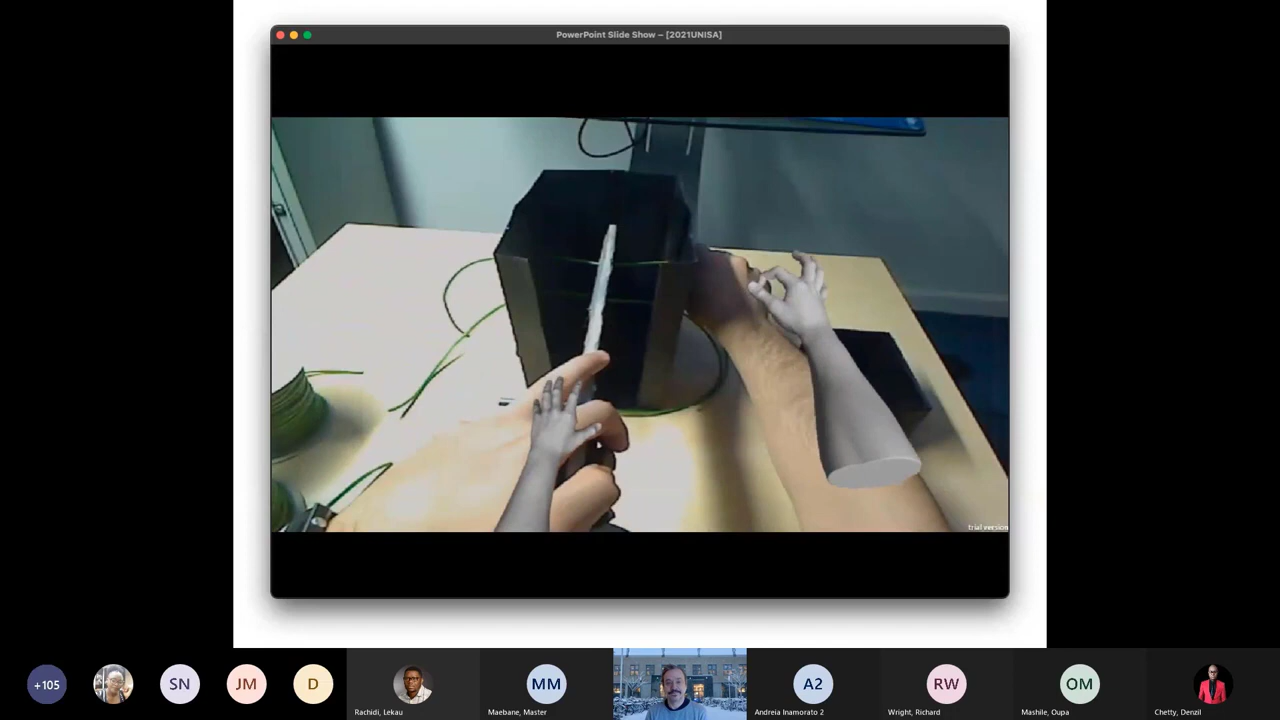 PowerPoint Slide Show – [2021UNISA]
trial version
+105
SN
JM
D
Rachidi, Lekau
MM
Maebane, Master
A2
Andreia Inamorato 2
RW
Wright, Richard
OM
Mashile, Oupa
Chetty, Denzil